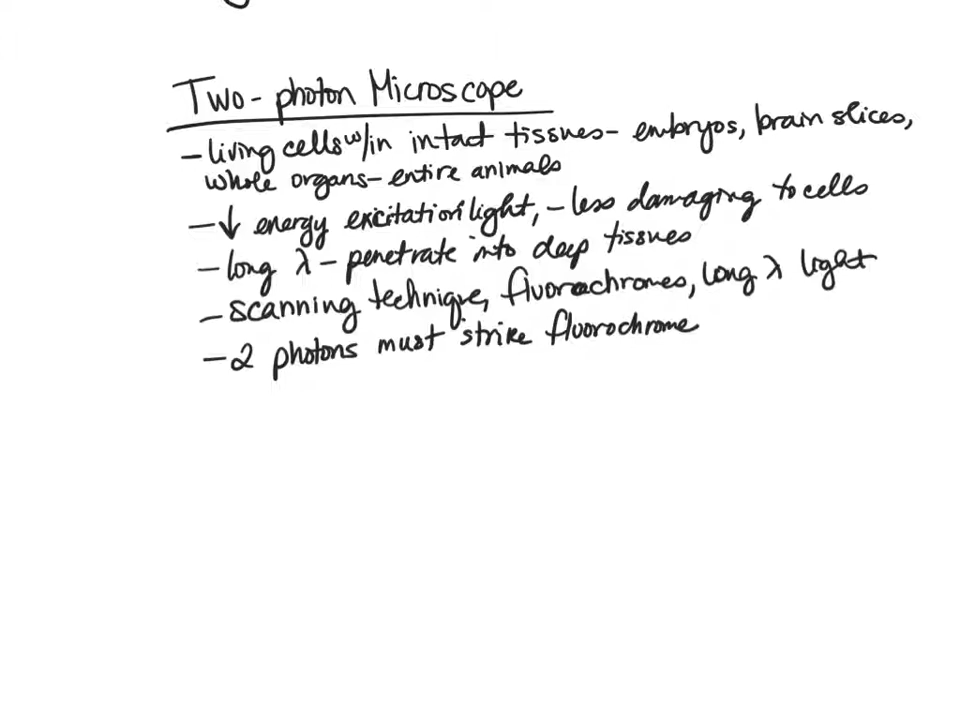 Two-photon Microscope
- living cells w/in intact tissues - embryos, brain slices,
whole organs - entire animals
- ↓ energy excitation light, - less damaging to cells
- long λ - penetrate into deep tissues
- scanning technique, fluorochromes, long λ light
- 2 photons must strike fluorochrome